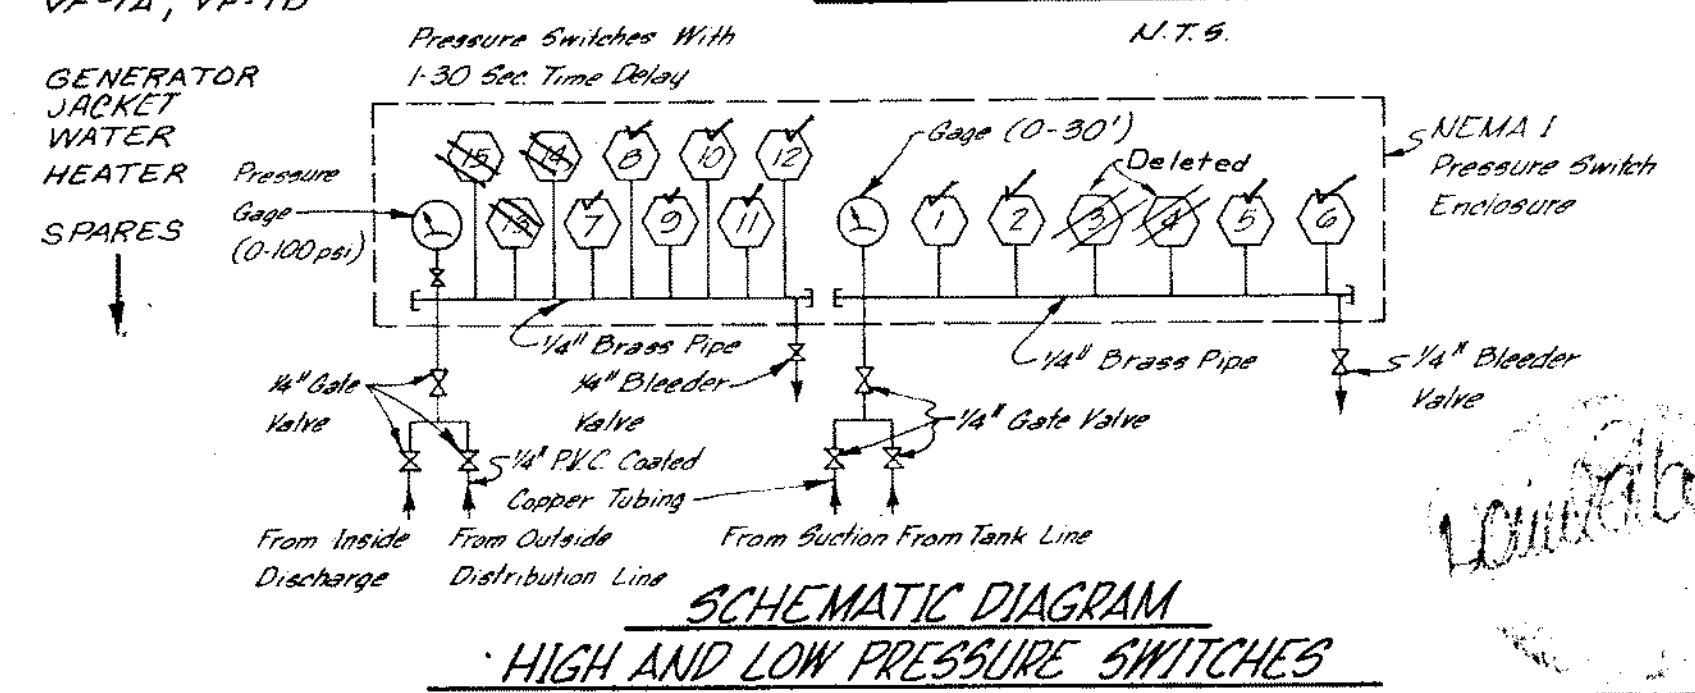 N.T.S.
Pressure Switches With
1-30 Sec. Time Delay
GENERATOR
JACKET
WATER
HEATER
SPARES
Pressure
Gage
(0-100 psi)
15
14
8
10
12
13
7
9
11
Gage (0-30')
Deleted
1
2
3
4
5
6
NEMA 1
Pressure Switch
Enclosure
1/4" Brass Pipe
1/4" Brass Pipe
1/4" Gate
Valve
1/4" Bleeder
Valve
1/4" Gate Valve
1/4" Bleeder
Valve
1/4" P.V.C. Coated
Copper Tubing
From Inside
Discharge
From Outside
Distribution Line
From Suction
From Tank Line
SCHEMATIC DIAGRAM
HIGH AND LOW PRESSURE SWITCHES